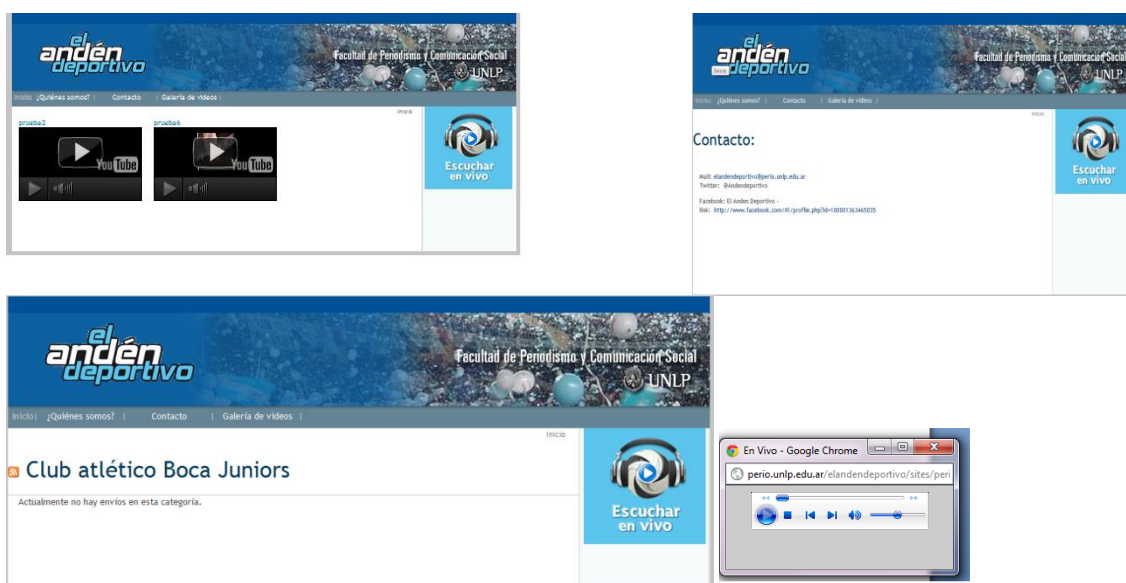 el
andén
deportivo
Facultad de Periodismo y Comunicación Social
UNLP
Inicio| ¿Quiénes somos? | Contacto | Galería de videos |
Inicio
prueba2
prueba6
YouTube
YouTube
Escuchar
en vivo
el
andén
deportivo
Inicio
Facultad de Periodismo y Comunicación Social
UNLP
Inicio| ¿Quiénes somos? | Contacto | Galería de videos |
Inicio
Contacto:
Mail: elandendeportivo@perio.unlp.edu.ar
Twitter: @Andendeportivo
Facebook: El Anden Deportivo -
link: http://www.facebook.com/#!/profile.php?id=100001363465035
Escuchar
en vivo
el
andén
deportivo
Facultad de Periodismo y Comunicación Social
UNLP
Inicio| ¿Quiénes somos? | Contacto | Galería de videos |
Inicio
Club atlético Boca Juniors
Actualmente no hay envíos en esta categoría.
Escuchar
en vivo
En Vivo - Google Chrome
perio.unlp.edu.ar/elandendeportivo/sites/peri